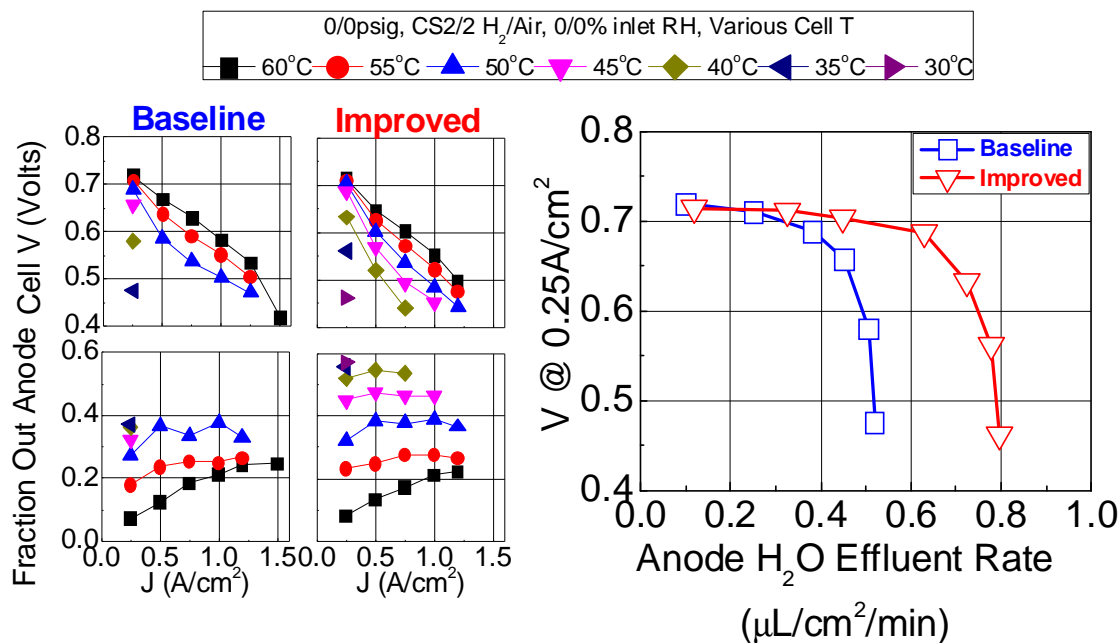 0/0psig, CS2/2 H₂/Air, 0/0% inlet RH, Various Cell T
60°C 55°C 50°C 45°C 40°C 35°C 30°C
Baseline Improved
Fraction Out Anode Cell V (Volts)
0.8
0.7
0.6
0.5
0.4
0.6
0.4
0.2
0.0
0.0 0.5 1.0 1.5 0.5 1.0 1.5
J (A/cm²) J (A/cm²)
V @ 0.25A/cm²
0.8
0.7
0.6
0.5
0.4
Baseline
Improved
0.0 0.2 0.4 0.6 0.8 1.0
Anode H₂O Effluent Rate
(μL/cm²/min)